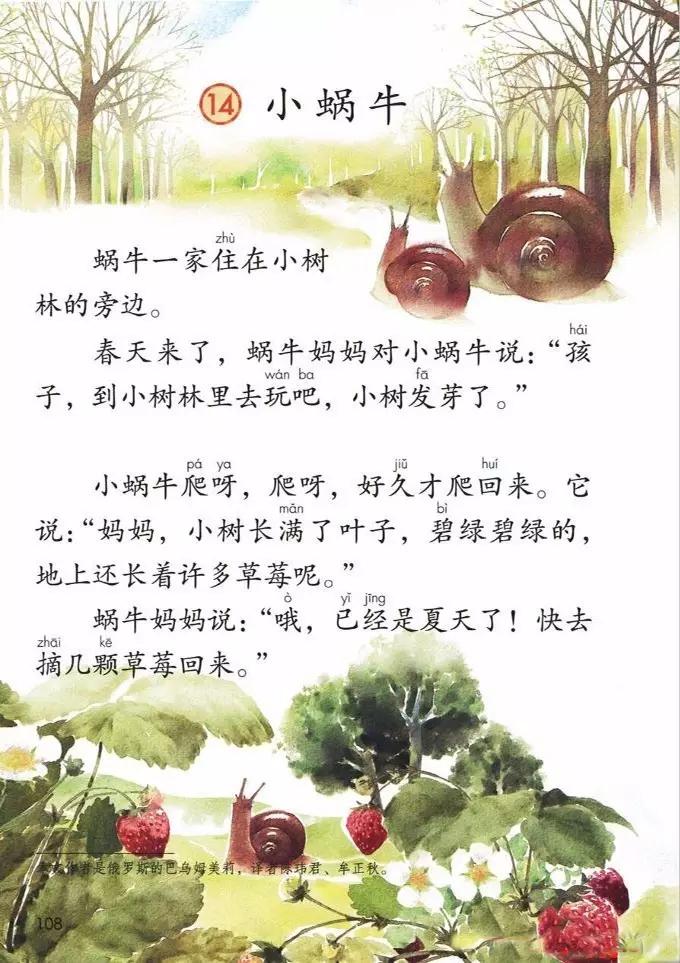 14 小蜗牛
zhù
蜗牛一家住在小树
林的旁边。
hái
春天来了，蜗牛妈妈对小蜗牛说：“孩
wán ba fā
子，到小树林里去玩吧，小树发芽了。”
pá ya jiǔ huí
小蜗牛爬呀，爬呀，好久才爬回来。它
mǎn bì
说：“妈妈，小树长满了叶子，碧绿碧绿的，
地上还长着许多草莓呢。”
ò yǐ jīng
蜗牛妈妈说：“哦，已经是夏天了！快去
zhāi kē
摘几颗草莓回来。”
作者是俄罗斯的巴乌姆美莉，译者陈玮君、牟正秋。
108